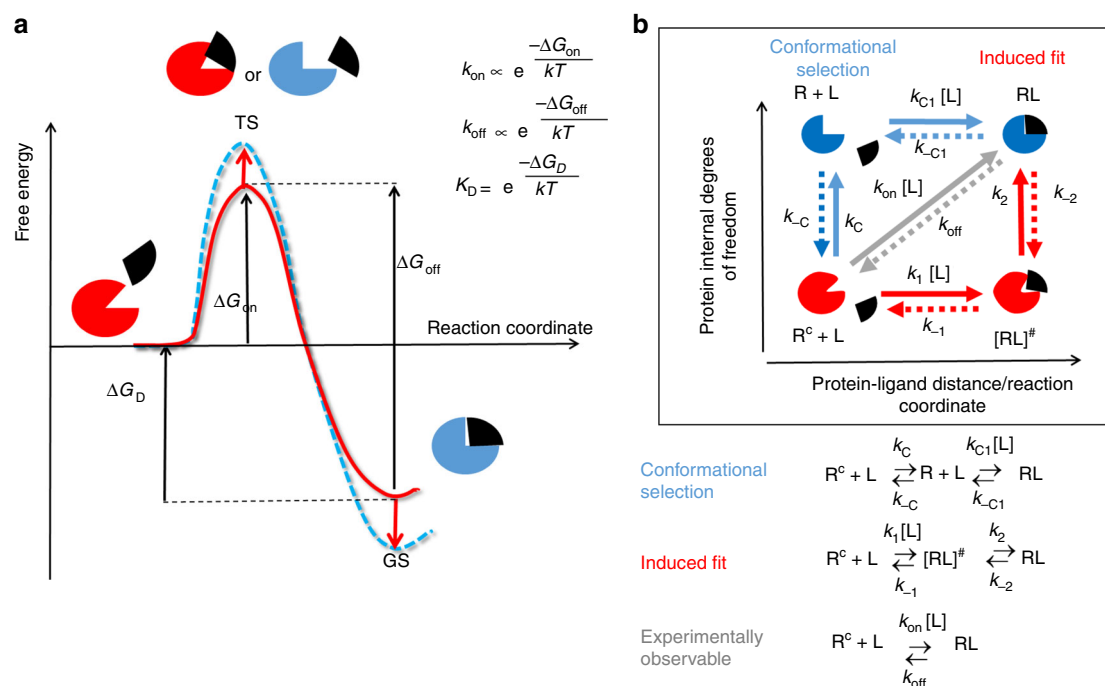 a
or
TS
k_on ∝ e^(−ΔG_on / kT)
k_off ∝ e^(−ΔG_off / kT)
K_D = e^(−ΔG_D / kT)
Free energy
ΔG_on
ΔG_off
Reaction coordinate
ΔG_D
GS
b
Conformational
selection
Induced fit
R + L
k_C1 [L]
RL
k_–C1
k_on [L]
k_–C
k_C
k_off
k_2
k_–2
k_1 [L]
k_–1
R^c + L
[RL]^#
Protein internal degrees
of freedom
Protein-ligand distance/reaction
coordinate
Conformational
selection
k_C
k_C1[L]
R^c + L ⇄ R + L ⇄ RL
k_–C
k_–C1
Induced fit
k_1[L]
k_2
R^c + L ⇄ [RL]^# ⇄ RL
k_–1
k_–2
Experimentally
observable
k_on [L]
R^c + L ⇄ RL
k_off